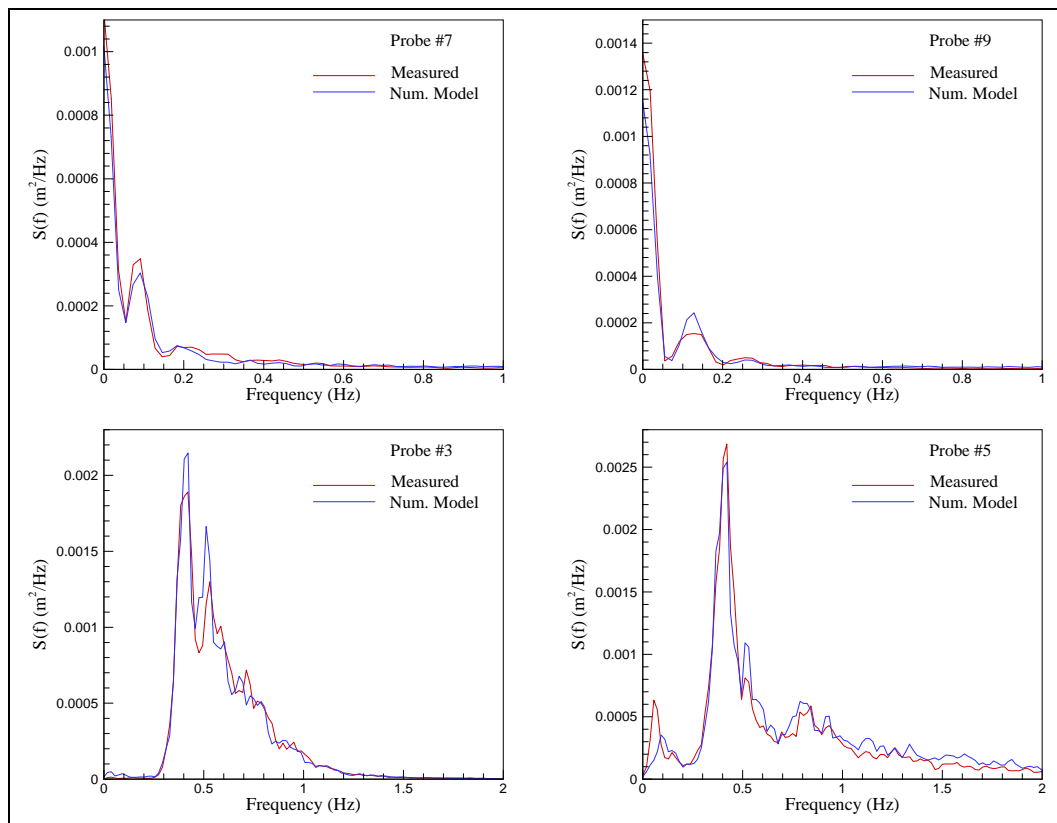 Probe #7
Measured
Num. Model
S(f) (m²/Hz)
0.001
0.0008
0.0006
0.0004
0.0002
0
0 0.2 0.4 0.6 0.8 1
Frequency (Hz)
Probe #9
Measured
Num. Model
S(f) (m²/Hz)
0.0014
0.0012
0.001
0.0008
0.0006
0.0004
0.0002
0
0 0.2 0.4 0.6 0.8 1
Frequency (Hz)
Probe #3
Measured
Num. Model
S(f) (m²/Hz)
0.002
0.0015
0.001
0.0005
0
0 0.5 1 1.5 2
Frequency (Hz)
Probe #5
Measured
Num. Model
S(f) (m²/Hz)
0.0025
0.002
0.0015
0.001
0.0005
0
0 0.5 1 1.5 2
Frequency (Hz)